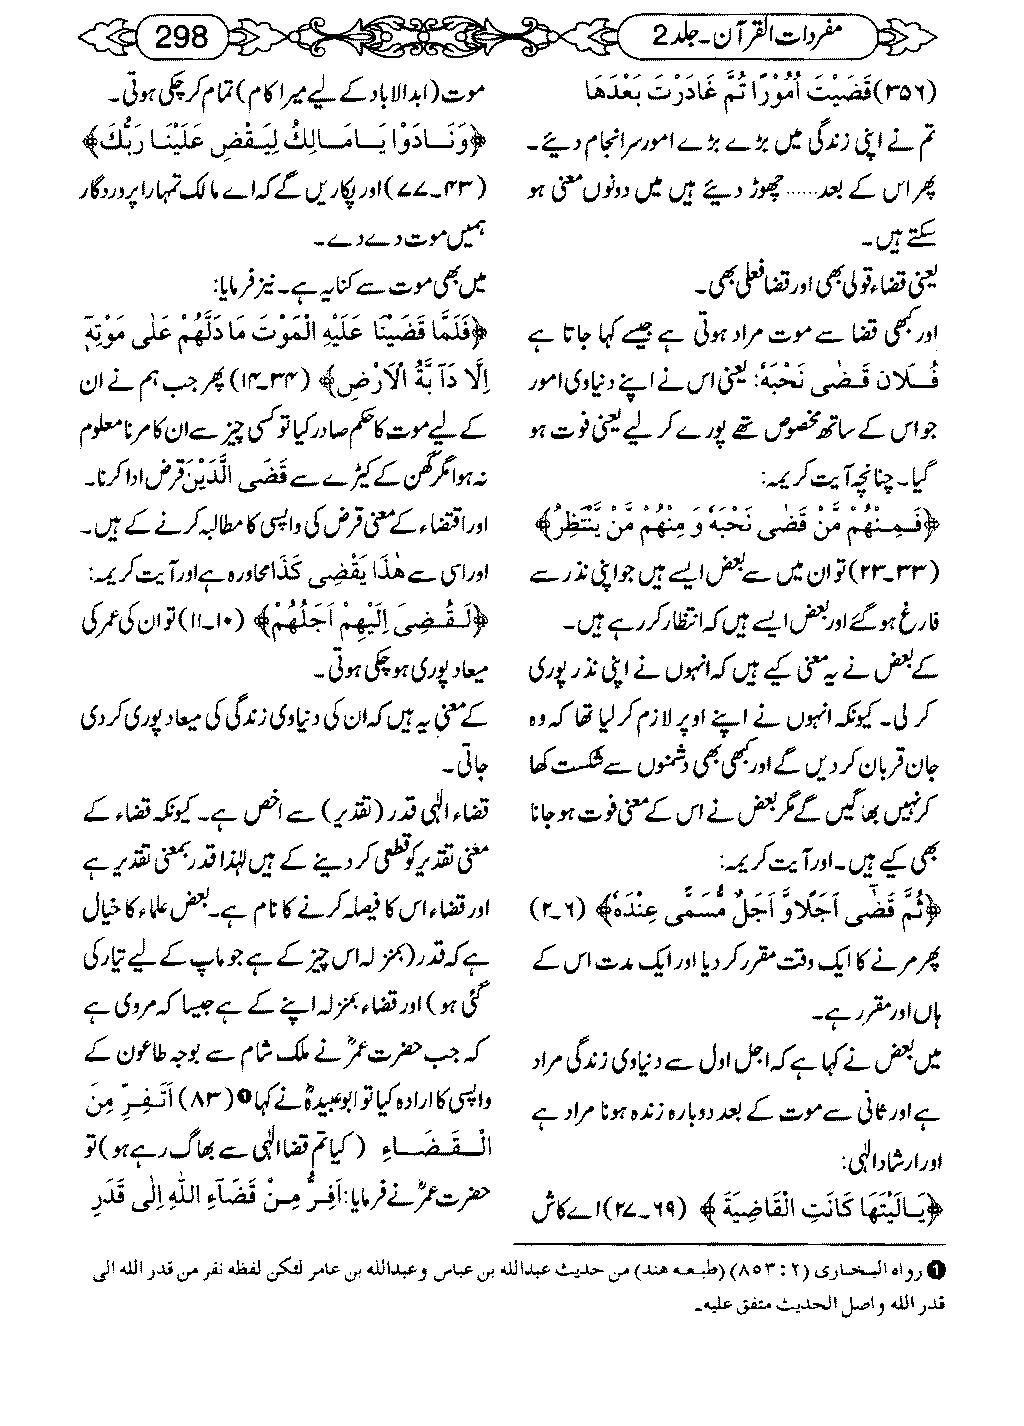 مفردات القرآن۔جلد2
298
(۳۵۶) قَضَيْتَ اُمُوْرًا ثُمَّ غَادَرْتَ بَعْدَهَا
تم نے اپنی زندگی میں بڑے بڑے امور سرانجام دیئے۔
پھر اس کے بعد...... چھوڑ دیئے ہیں میں دونوں معنی ہو
سکتے ہیں۔
یعنی قضاء قولی بھی اور قضا فعلی بھی۔
اور کبھی قضا سے موت مراد ہوتی ہے جیسے کہا جاتا ہے
فُلَانٌ قَضٰى نَحْبَهٗ: یعنی اس نے اپنے دنیاوی امور
جو اس کے ساتھ مخصوص تھے پورے کر لیے یعنی فوت ہو
گیا۔ چنانچہ آیت کریمہ:
﴿فَمِنْهُمْ مَّنْ قَضٰى نَحْبَهٗ وَ مِنْهُمْ مَّنْ يَّنْتَظِرُ﴾
(۳۳۔۲۳) تو ان میں سے بعض ایسے ہیں جو اپنی نذر سے
فارغ ہو گئے اور بعض ایسے ہیں کہ انتظار کر رہے ہیں۔
کے بعض نے یہ معنی کیے ہیں کہ انہوں نے اپنی نذر پوری
کر لی۔ کیونکہ انہوں نے اپنے اوپر لازم کر لیا تھا کہ وہ
جان قربان کر دیں گے اور کبھی بھی دشمنوں سے شکست کھا
کر نہیں بھاگیں گے مگر بعض نے اس کے معنی فوت ہو جانا
بھی کیے ہیں۔ اور آیت کریمہ:
﴿ثُمَّ قَضٰٓى اَجَلًا وَّ اَجَلٌ مُّسَمًّى عِنْدَهٗ﴾ (۶۔۲)
پھر مرنے کا ایک وقت مقرر کر دیا اور ایک مدت اس کے
ہاں اور مقرر ہے۔
میں بعض نے کہا ہے کہ اجل اول سے دنیاوی زندگی مراد
ہے اور ثانی سے موت کے بعد دوبارہ زندہ ہونا مراد ہے
اور ارشاد الٰہی:
﴿يَالَيْتَهَا كَانَتِ الْقَاضِيَةَ﴾ (۶۹۔۲۷) اے کاش
موت (ابد الاباد کے لیے میرا کام) تمام کر چکی ہوتی۔
﴿وَنَادَوْا يَا مَالِكُ لِيَقْضِ عَلَيْنَا رَبُّكَ﴾
(۴۳۔۷۷) اور پکاریں گے کہ اے مالک تمہارا پروردگار
ہمیں موت دے دے۔
میں بھی موت سے کنایہ ہے۔ نیز فرمایا:
﴿فَلَمَّا قَضَيْنَا عَلَيْهِ الْمَوْتَ مَا دَلَّهُمْ عَلٰى مَوْتِهٖٓ
اِلَّا دَآبَّةُ الْاَرْضِ﴾ (۳۴۔۱۴) پھر جب ہم نے ان
کے لیے موت کا حکم صادر کیا تو کسی چیز سے ان کا مرنا معلوم
نہ ہوا مگر گھن کے کیڑے سے قَضَى الدَّيْنَ قرض ادا کرنا۔
اور اقتضاء کے معنی قرض کی واپسی کا مطالبہ کرنے کے ہیں۔
اور اسی سے هٰذَا يَقْضِى كَذَا محاورہ ہے اور آیت کریمہ:
﴿لَقُضِىَ اِلَيْهِمْ اَجَلُهُمْ﴾ (۱۰۔۱۱) تو ان کی عمر کی
میعاد پوری ہو چکی ہوتی۔
کے معنی یہ ہیں کہ ان کی دنیاوی زندگی کی میعاد پوری کر دی
جاتی۔
قضاء الٰہی قدر (تقدیر) سے اخص ہے۔ کیونکہ قضاء کے
معنی تقدیر کو قطعی کر دینے کے ہیں لہٰذا قدر بمعنی تقدیر ہے
اور قضاء اس کا فیصلہ کرنے کا نام ہے۔ بعض علماء کا خیال
ہے کہ قدر (بمنزلہ اس چیز کے ہے جو ماپ کے لیے تیار کی
گئی ہو) اور قضاء بمنزلہ اپنے کے ہے جیسا کہ مروی ہے
کہ جب حضرت عمرؓ نے ملک شام سے بوجہ طاعون کے
واپسی کا ارادہ کیا تو ابو عبیدہؓ نے کہا❶ (۸۳) اَتَفِرُّ مِنَ
الْقَضَاءِ (کیا تم قضا الٰہی سے بھاگ رہے ہو) تو
حضرت عمرؓ نے فرمایا: اَفِرُّ مِنْ قَضَآءِ اللّٰهِ اِلٰى قَدَرِ
❶ رواه البخارى (۲: ۸۵۳) (طبعه هند) من حديث عبدالله بن عباس وعبدالله بن عامر لٰكن لفظه نفر من قدر الله الى
قدر الله واصل الحديث متفق عليه۔